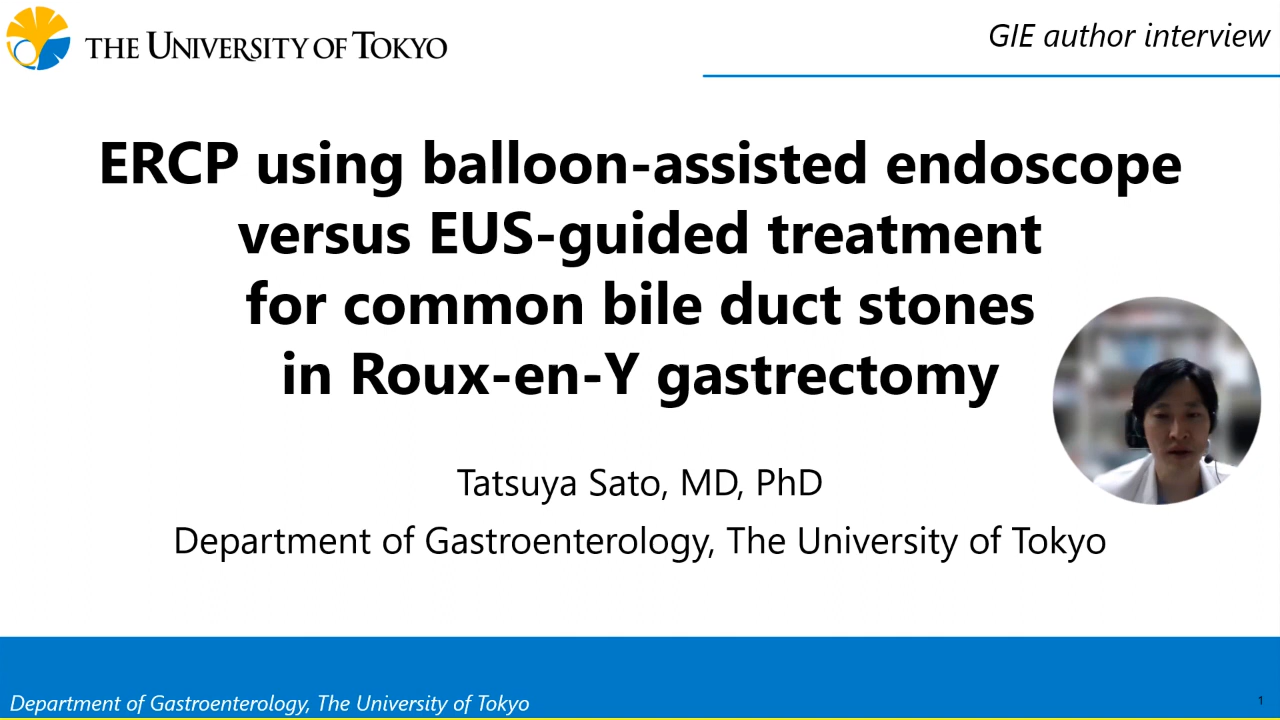 THE UNIVERSITY OF TOKYO
GIE author interview
ERCP using balloon-assisted endoscope
versus EUS-guided treatment
for common bile duct stones
in Roux-en-Y gastrectomy
Tatsuya Sato, MD, PhD
Department of Gastroenterology, The University of Tokyo
Department of Gastroenterology, The University of Tokyo
1